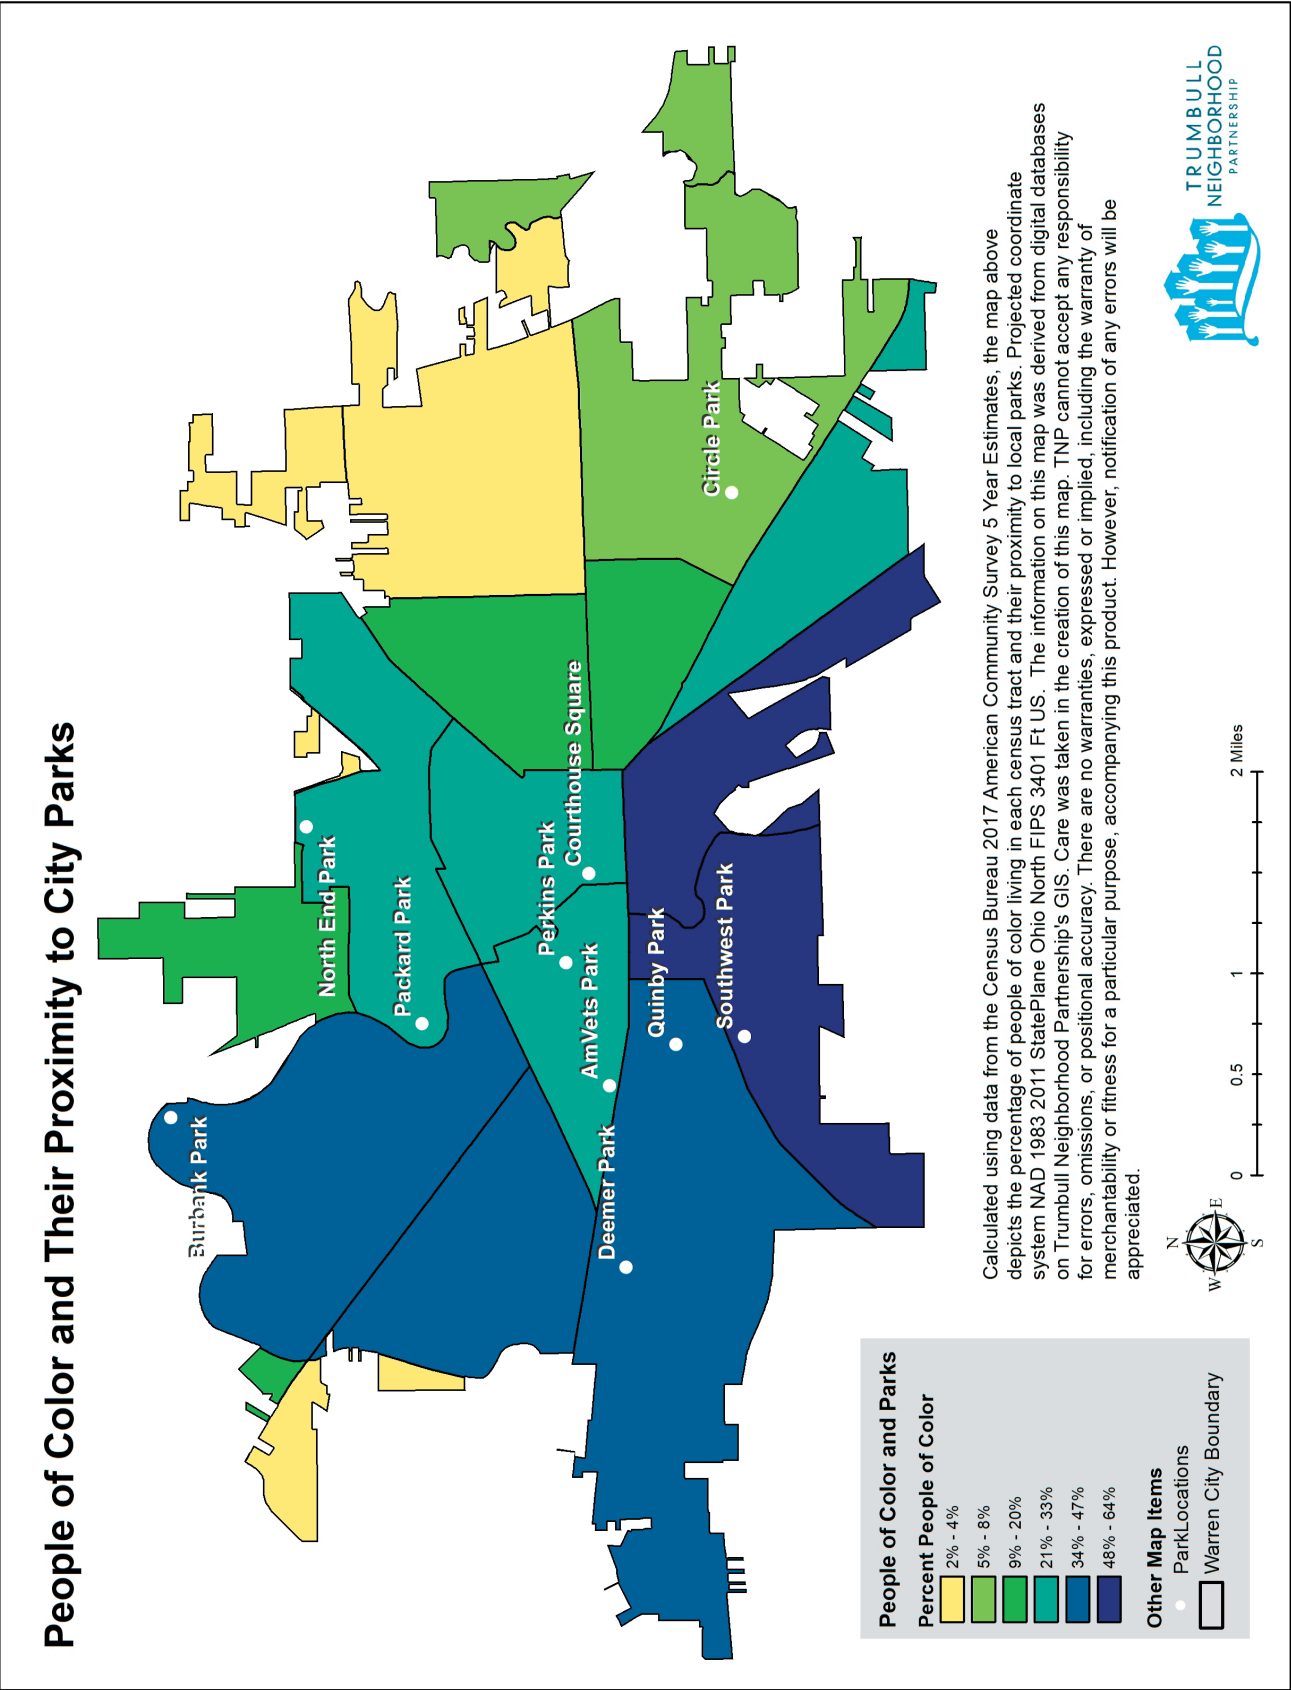 People of Color and Their Proximity to City Parks
Burbank Park
North End Park
Packard Park
Perkins Park
Courthouse Square
AmVets Park
Deemer Park
Quinby Park
Southwest Park
Circle Park
People of Color and Parks
Percent People of Color
2% - 4%
5% - 8%
9% - 20%
21% - 33%
34% - 47%
48% - 64%
Other Map Items
ParkLocations
Warren City Boundary
Calculated using data from the Census Bureau 2017 American Community Survey 5 Year Estimates, the map above
depicts the percentage of people of color living in each census tract and their proximity to local parks. Projected coordinate
system NAD 1983 2011 StatePlane Ohio North FIPS 3401 Ft US. The information on this map was derived from digital databases
on Trumbull Neighborhood Partnership's GIS. Care was taken in the creation of this map. TNP cannot accept any responsibility
for errors, omissions, or positional accuracy. There are no warranties, expressed or implied, including the warranty of
merchantability or fitness for a particular purpose, accompanying this product. However, notification of any errors will be
appreciated.
N
W
E
S
0 0.5 1 2 Miles
TRUMBULL
NEIGHBORHOOD
PARTNERSHIP